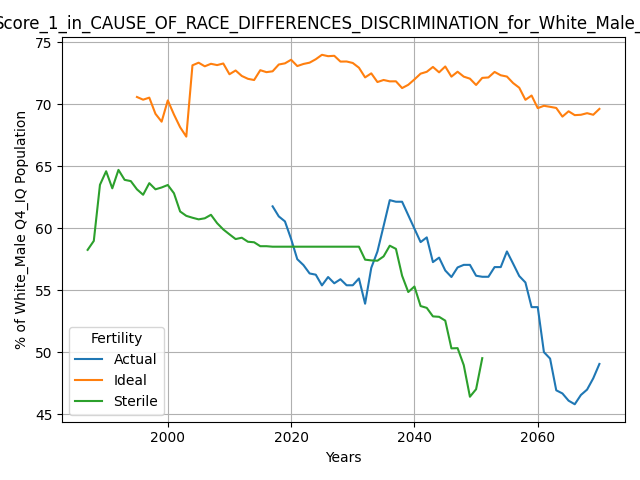 Score_1_in_CAUSE_OF_RACE_DIFFERENCES_DISCRIMINATION_for_White_Male_
75
70
65
60
55
50
45
% of White_Male Q4_IQ Population
Fertility
Actual
Ideal
Sterile
2000 2020 2040 2060
Years